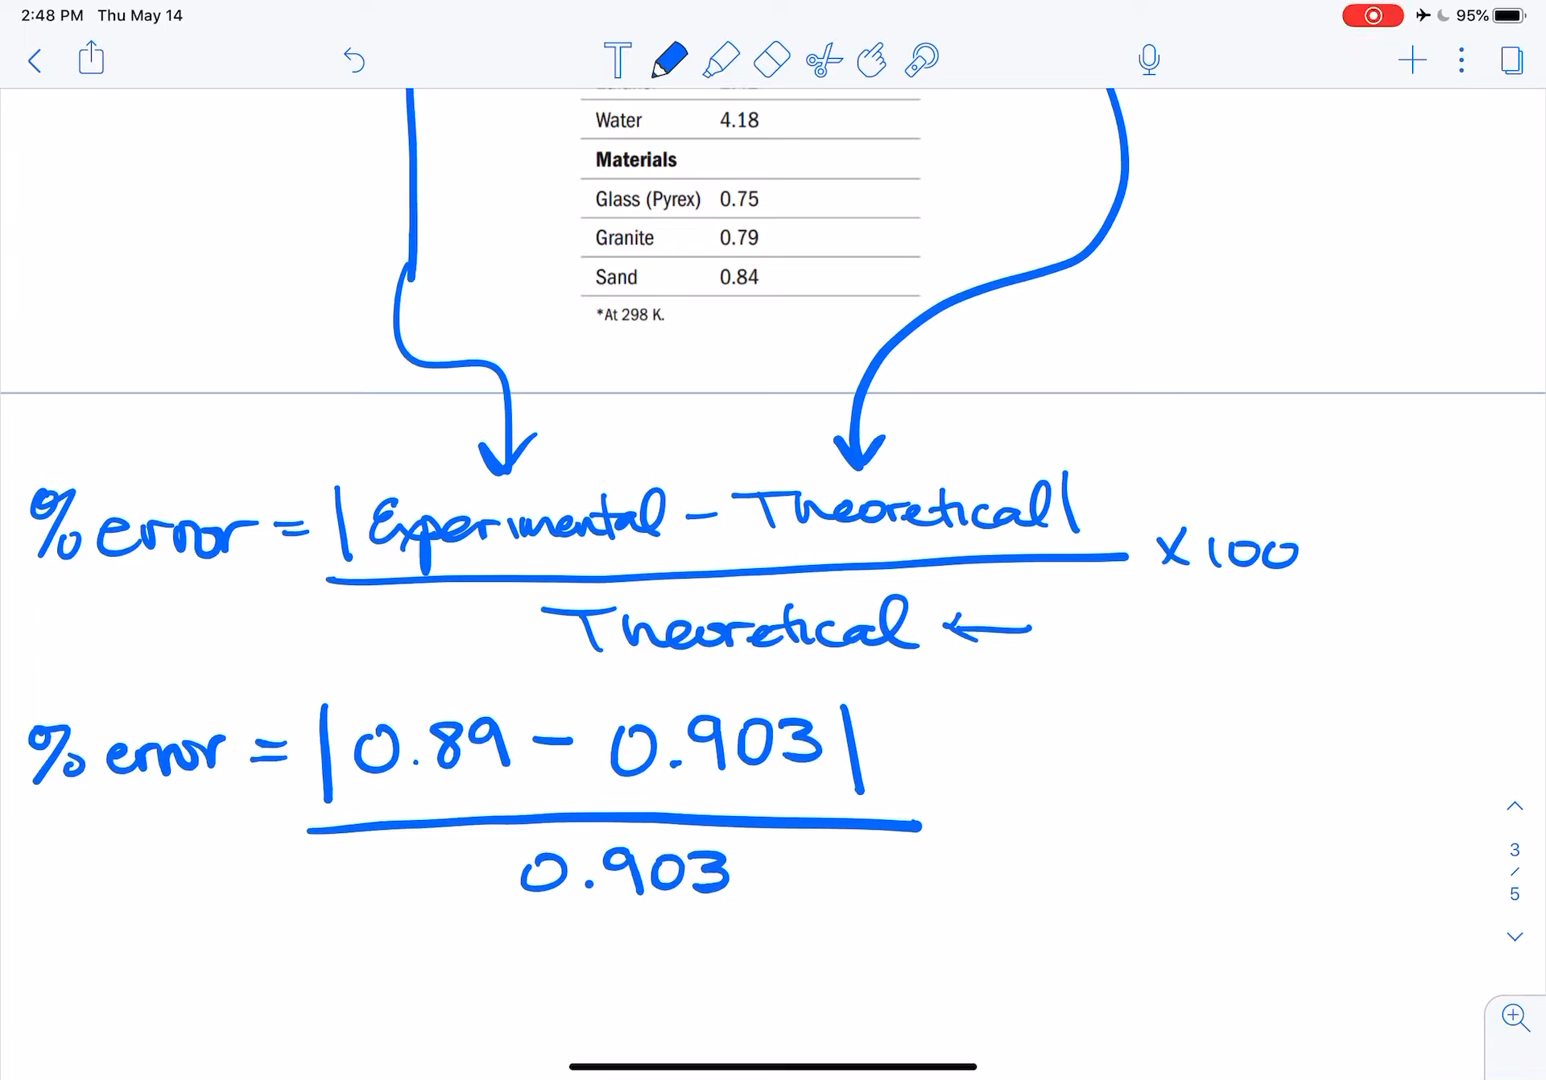 2:48 PM Thu May 14
95%
T
Water 4.18
Materials
Glass (Pyrex) 0.75
Granite 0.79
Sand 0.84
*At 298 K.
% error = | Experimental - Theoretical | x 100
Theoretical ←
% error = | 0.89 - 0.903 |
0.903
3
/
5